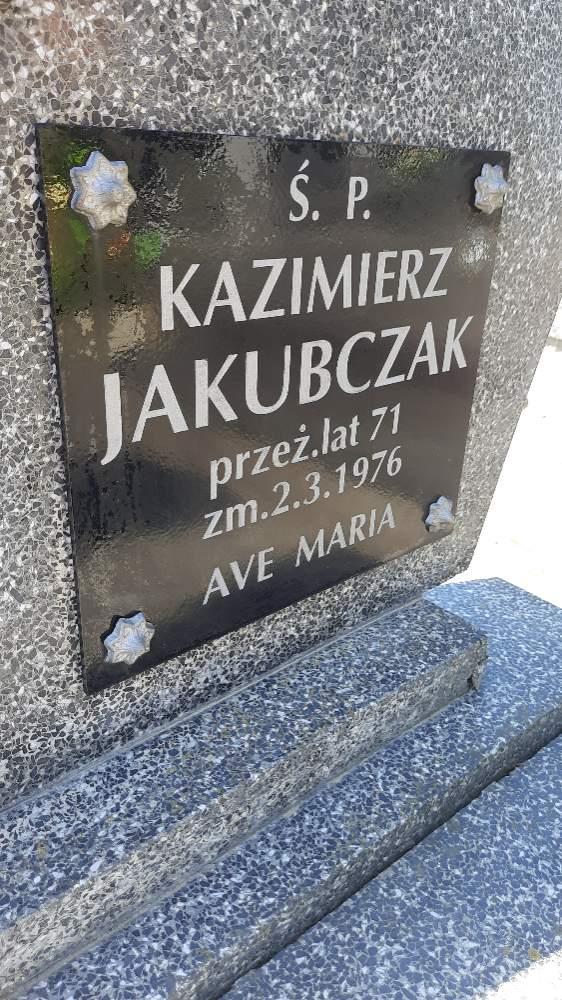 Ś. P.
KAZIMIERZ
JAKUBCZAK
przeż.lat 71
zm.2.3.1976
AVE MARIA